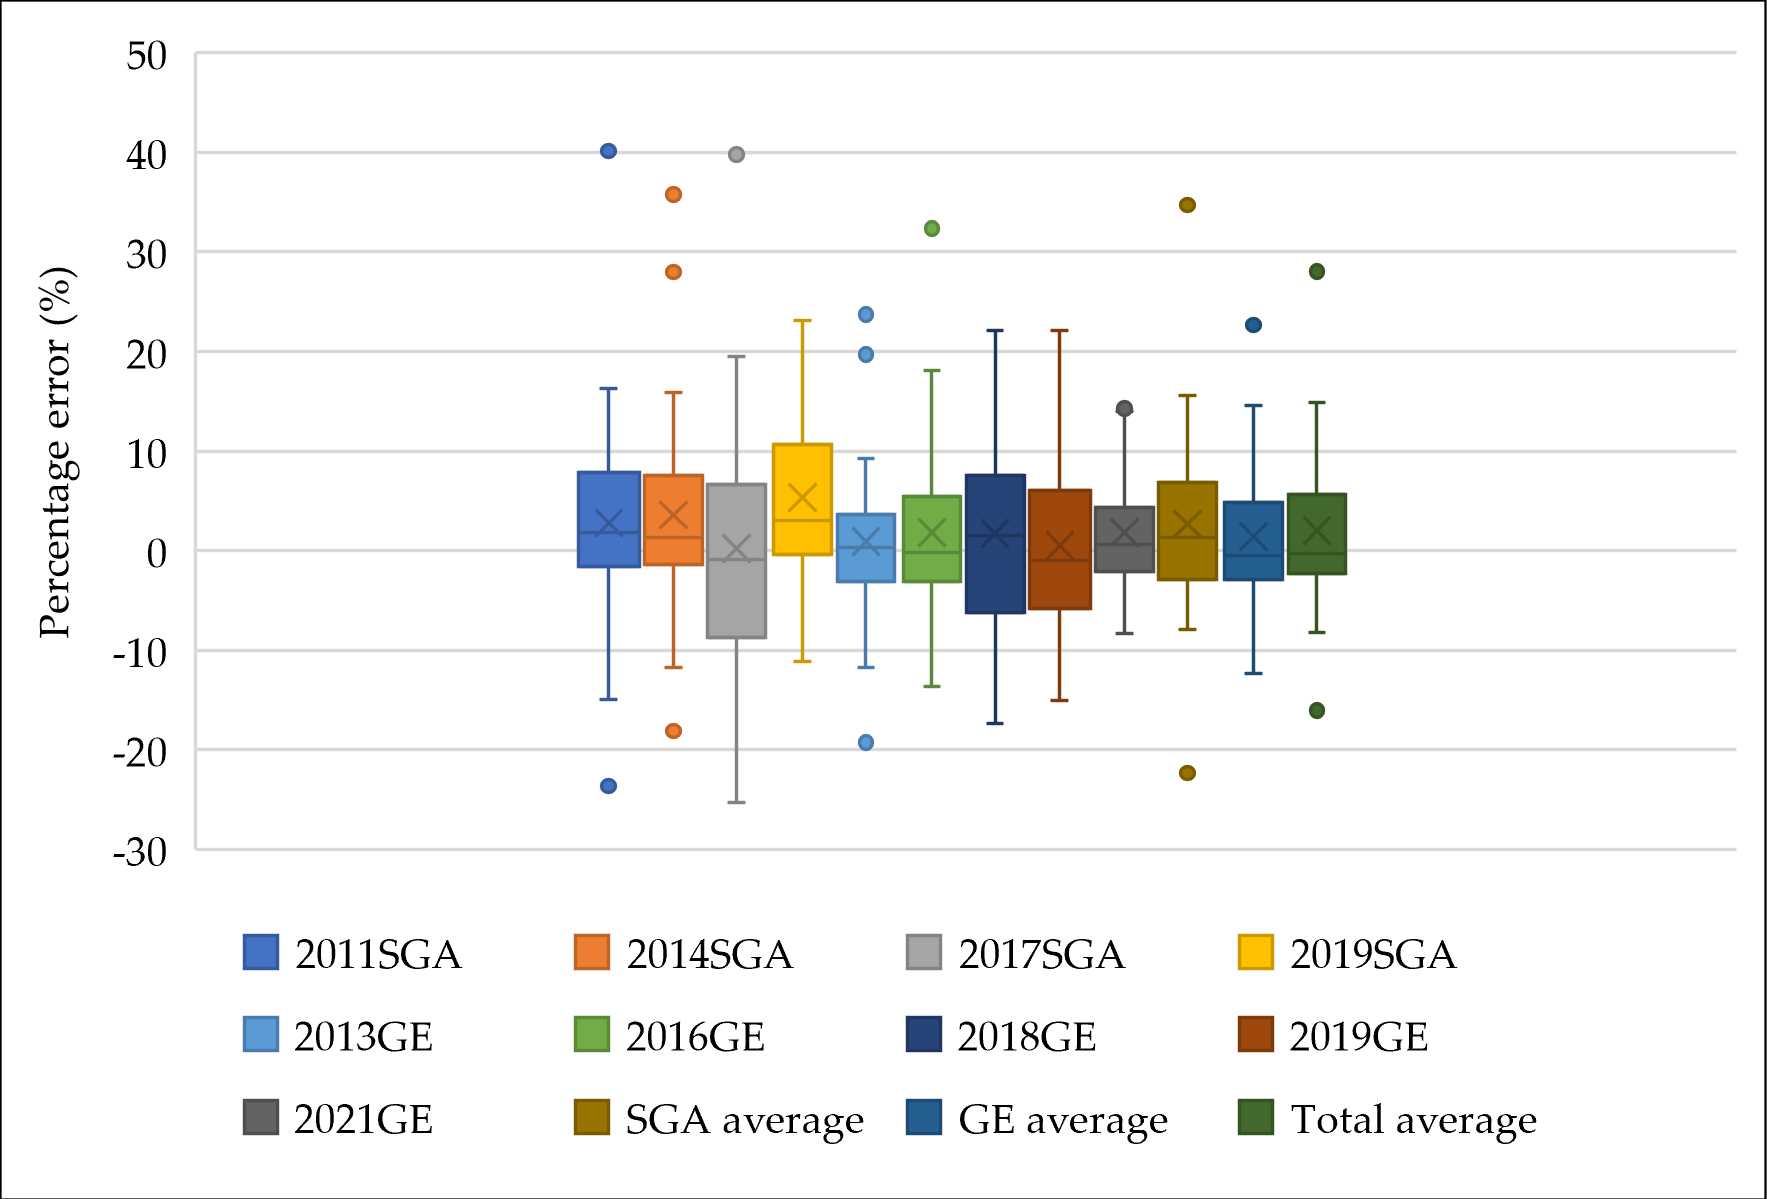 50
40
30
20
10
0
-10
-20
-30
Percentage error (%)
2011SGA 2014SGA 2017SGA 2019SGA
2013GE 2016GE 2018GE 2019GE
2021GE SGA average GE average Total average